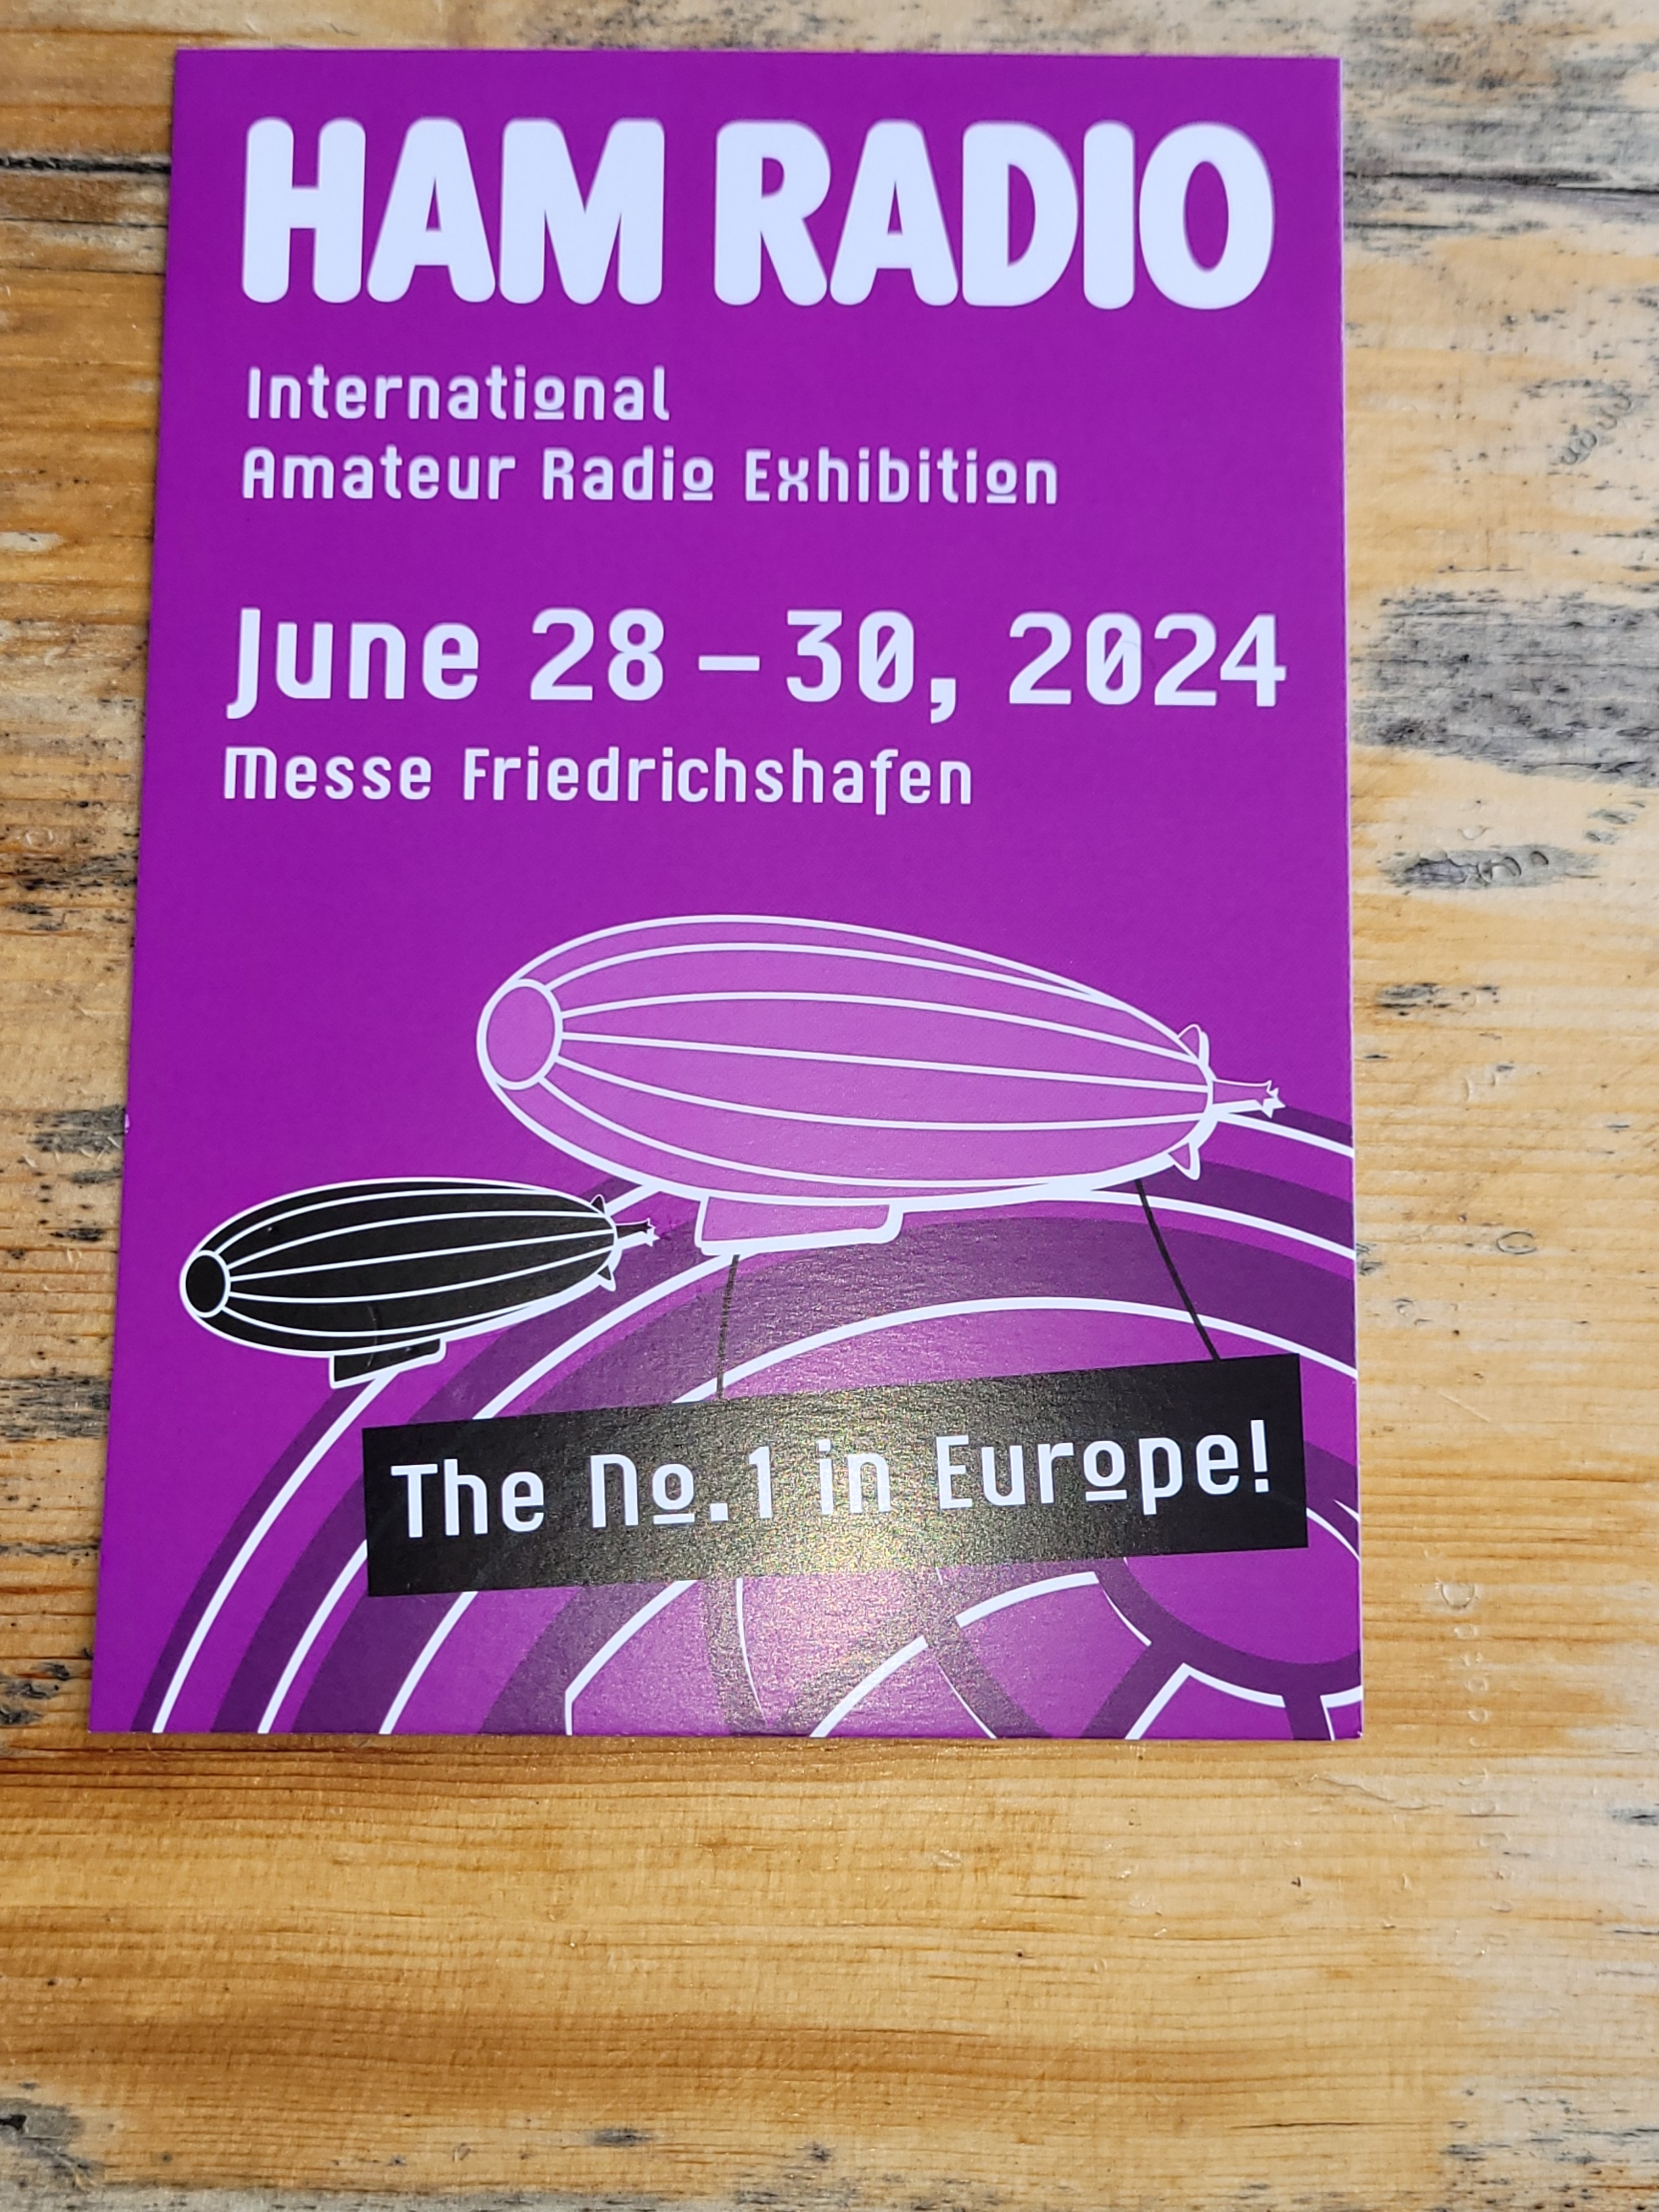 HAM RADIO
International
Amateur Radio Exhibition
June 28 – 30, 2024
Messe Friedrichshafen
The No.1 in Europe!